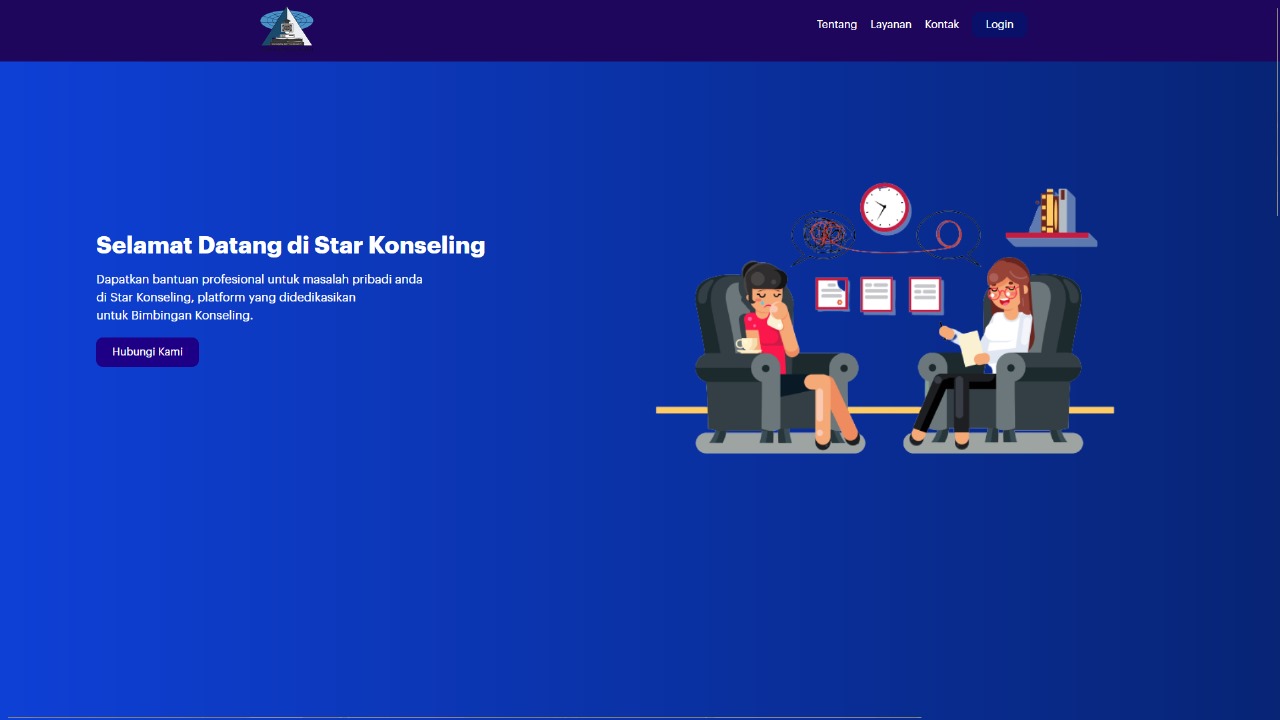 Tentang Layanan Kontak Login
Selamat Datang di Star Konseling
Dapatkan bantuan profesional untuk masalah pribadi anda
di Star Konseling, platform yang didedikasikan
untuk Bimbingan Konseling.
Hubungi Kami